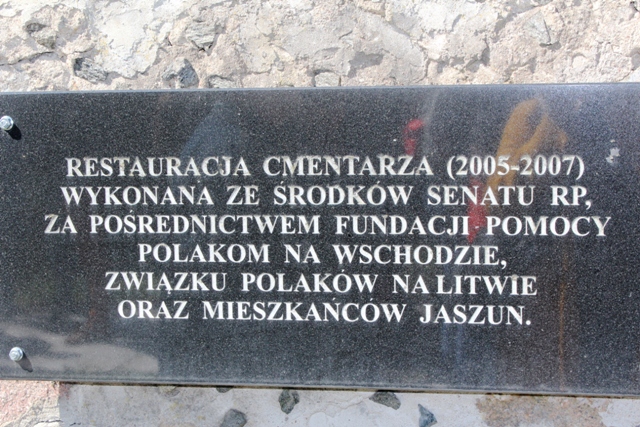 RESTAURACJA CMENTARZA (2005-2007)
WYKONANA ZE ŚRODKÓW SENATU RP,
ZA POŚREDNICTWEM FUNDACJI POMOCY
POLAKOM NA WSCHODZIE,
ZWIĄZKU POLAKÓW NA LITWIE
ORAZ MIESZKAŃCÓW JASZUN.